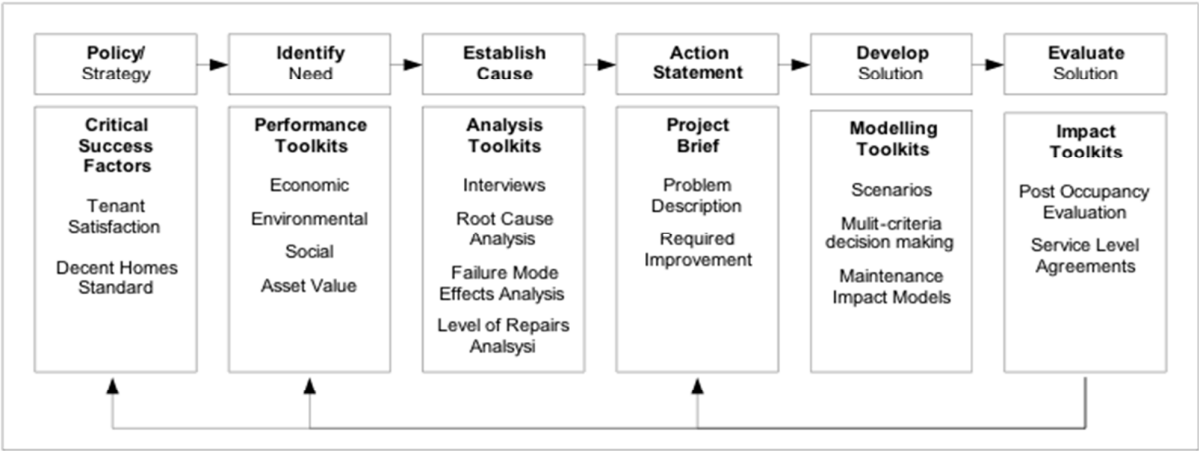 Policy/
Strategy
Identify
Need
Establish
Cause
Action
Statement
Develop
Solution
Evaluate
Solution
Critical
Success
Factors
Tenant
Satisfaction
Decent Homes
Standard
Performance
Toolkits
Economic
Environmental
Social
Asset Value
Analysis
Toolkits
Interviews
Root Cause
Analysis
Failure Mode
Effects Analysis
Level of Repairs
Analsysi
Project
Brief
Problem
Description
Required
Improvement
Modelling
Toolkits
Scenarios
Mulit-criteria
decision making
Maintenance
Impact Models
Impact
Toolkits
Post Occupancy
Evaluation
Service Level
Agreements